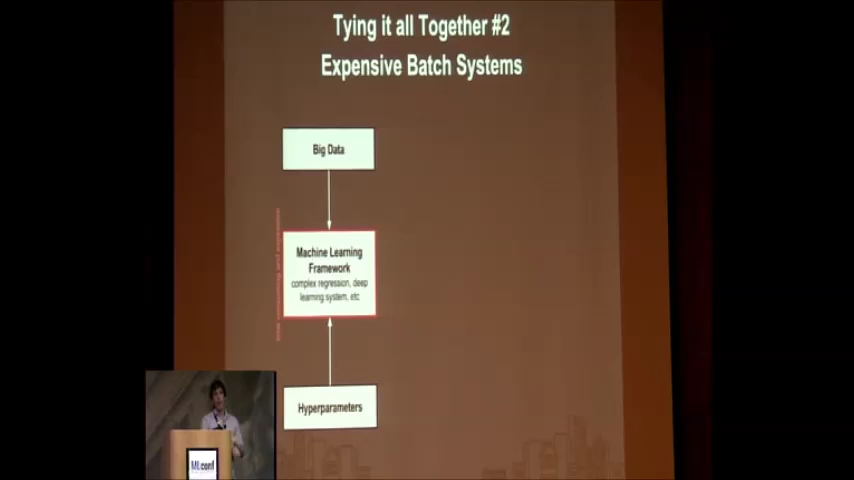 Tying it all Together #2
Expensive Batch Systems
Big Data
Machine Learning
Framework
complex regression, deep
learning system, etc
Hyperparameters
MLconf